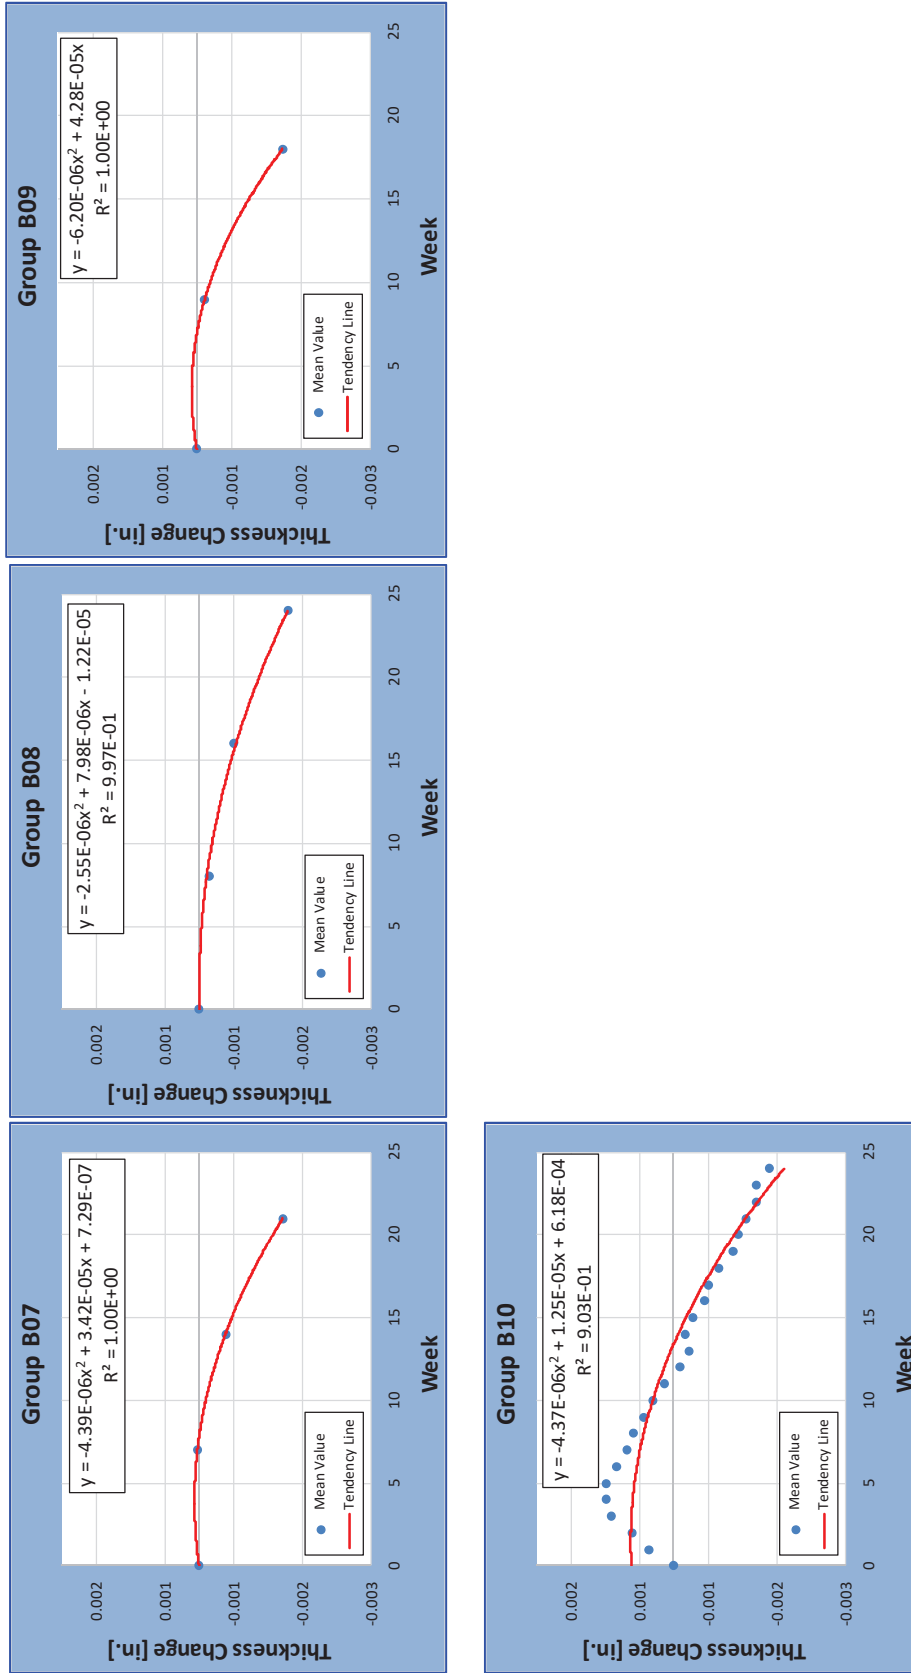 Group B07
y = -4.39E-06x² + 3.42E-05x + 7.29E-07
R² = 1.00E+00
0.002
0.001
-0.001
-0.002
-0.003
Thickness Change [in.]
Mean Value
Tendency Line
0 5 10 15 20 25
Week
Group B08
y = -2.55E-06x² + 7.98E-06x - 1.22E-05
R² = 9.97E-01
0.002
0.001
-0.001
-0.002
-0.003
Thickness Change [in.]
Mean Value
Tendency Line
0 5 10 15 20 25
Week
Group B09
y = -6.20E-06x² + 4.28E-05x
R² = 1.00E+00
0.002
0.001
-0.001
-0.002
-0.003
Thickness Change [in.]
Mean Value
Tendency Line
0 5 10 15 20 25
Week
Group B10
y = -4.37E-06x² + 1.25E-05x + 6.18E-04
R² = 9.03E-01
0.002
0.001
-0.001
-0.002
-0.003
Thickness Change [in.]
Mean Value
Tendency Line
0 5 10 15 20 25
Week